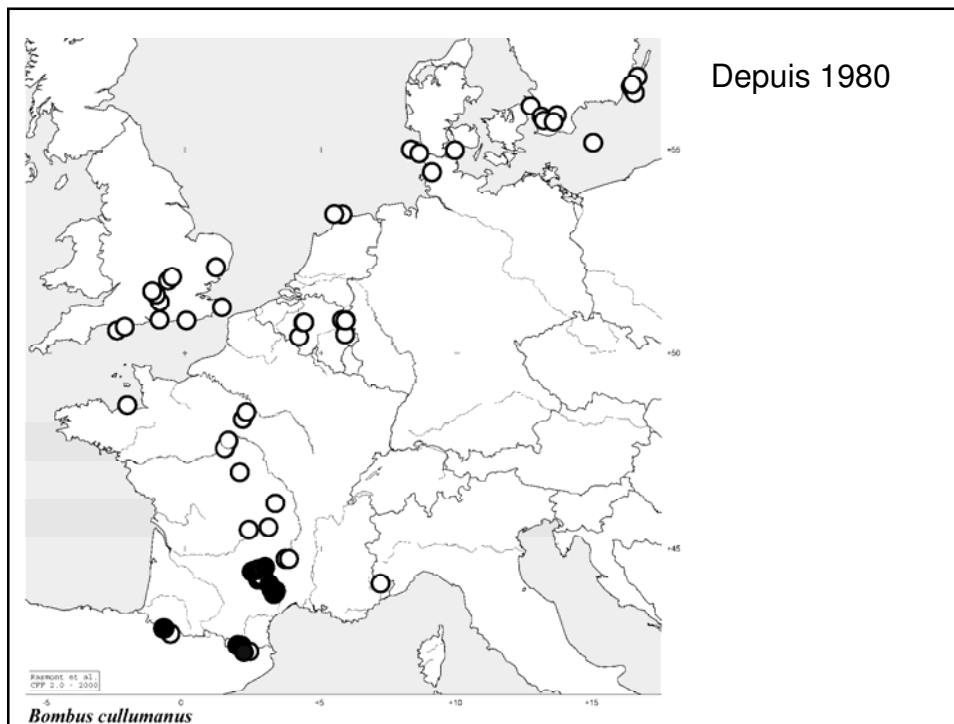 Depuis 1980
+55
+50
+45
Rasmont et al.
CFF 2.0 - 2000
-5 0 +5 +10 +15
Bombus cullumanus